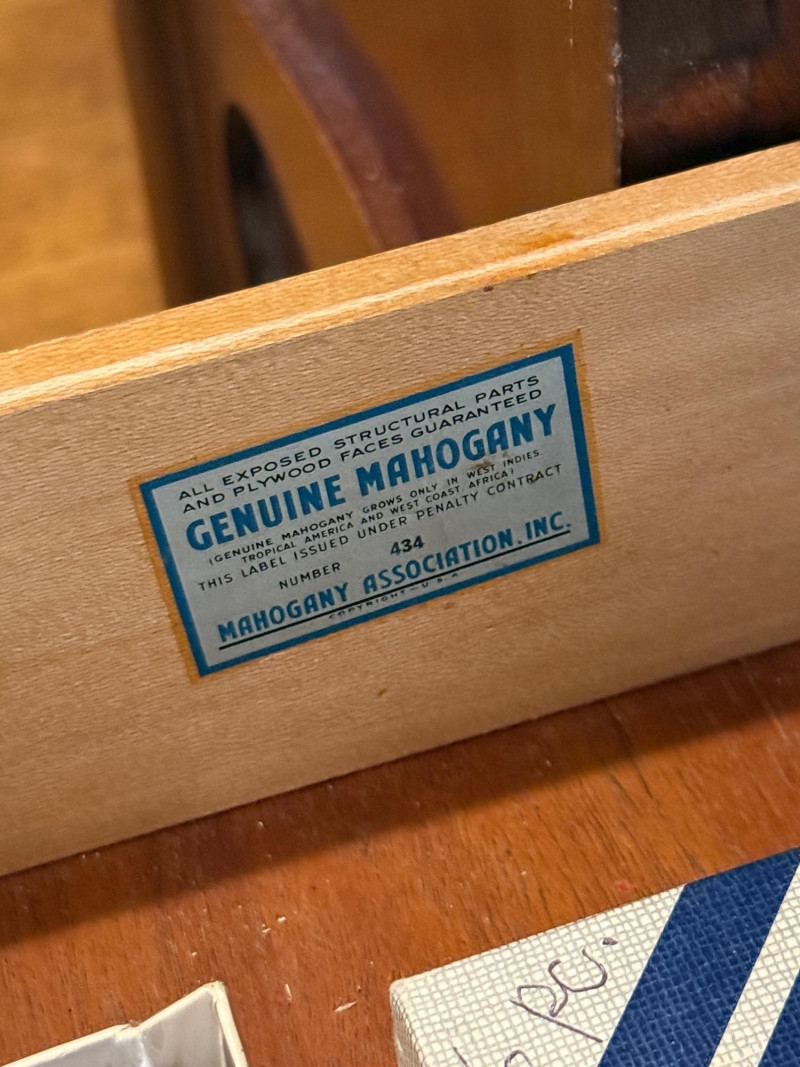 ALL EXPOSED STRUCTURAL PARTS
AND PLYWOOD FACES GUARANTEED
GENUINE MAHOGANY
(GENUINE MAHOGANY GROWS ONLY IN WEST INDIES,
TROPICAL AMERICA AND WEST COAST AFRICA)
THIS LABEL ISSUED UNDER PENALTY CONTRACT
NUMBER 434
MAHOGANY ASSOCIATION, INC.
COPYRIGHT—U S A
pc.